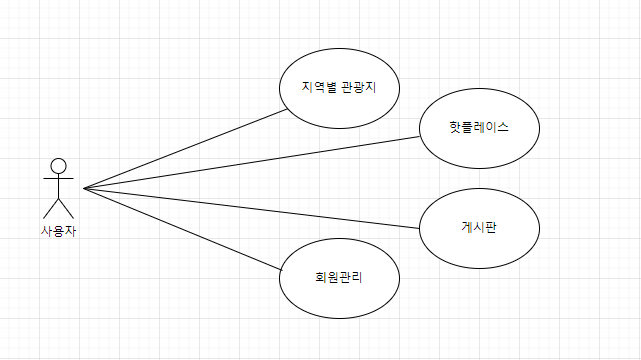 지역별 관광지
핫플레이스
사용자
게시판
회원관리